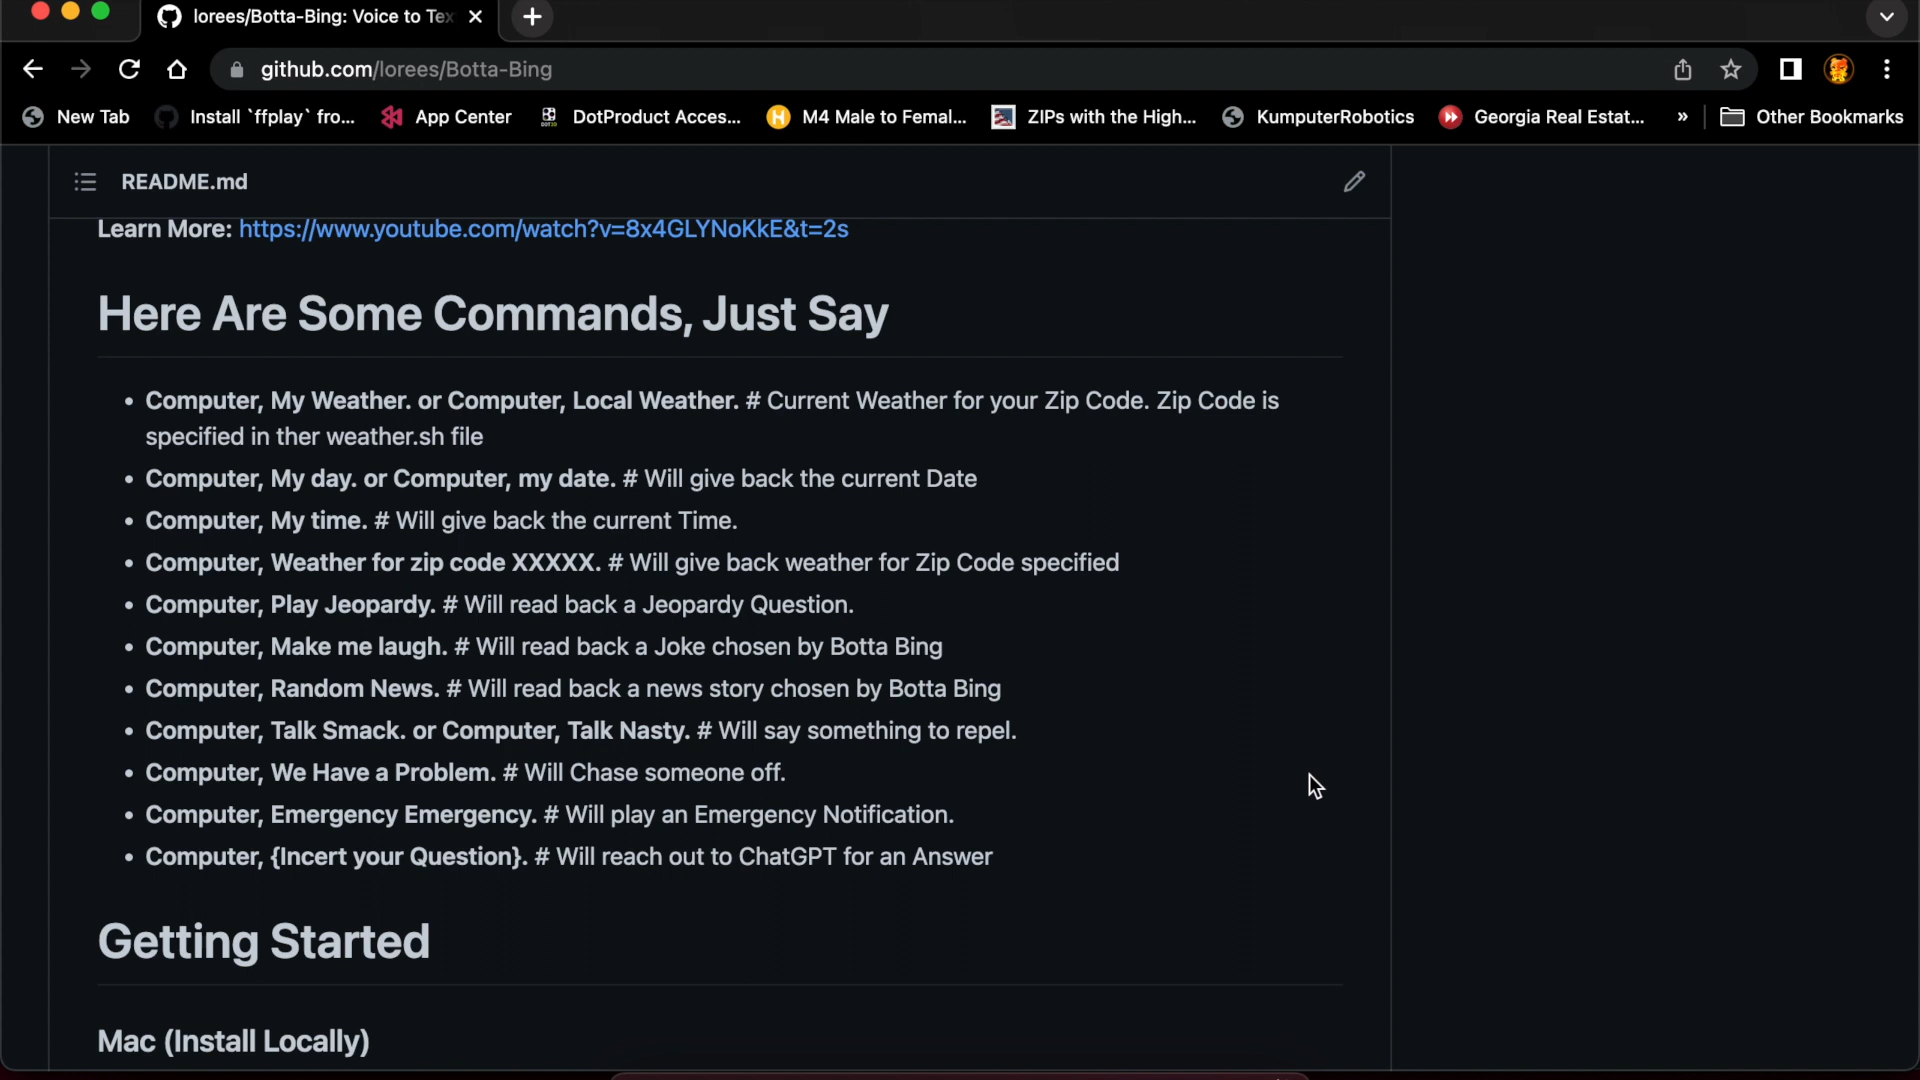 lorees/Botta-Bing: Voice to Tex
github.com/lorees/Botta-Bing
New Tab
Install `ffplay` fro...
App Center
DotProduct Acces...
M4 Male to Femal...
ZIPs with the High...
KumputerRobotics
Georgia Real Estat...
»
Other Bookmarks
README.md
Learn More: https://www.youtube.com/watch?v=8x4GLYNoKkE&t=2s
Here Are Some Commands, Just Say
• Computer, My Weather. or Computer, Local Weather. # Current Weather for your Zip Code. Zip Code is
specified in ther weather.sh file
• Computer, My day. or Computer, my date. # Will give back the current Date
• Computer, My time. # Will give back the current Time.
• Computer, Weather for zip code XXXXX. # Will give back weather for Zip Code specified
• Computer, Play Jeopardy. # Will read back a Jeopardy Question.
• Computer, Make me laugh. # Will read back a Joke chosen by Botta Bing
• Computer, Random News. # Will read back a news story chosen by Botta Bing
• Computer, Talk Smack. or Computer, Talk Nasty. # Will say something to repel.
• Computer, We Have a Problem. # Will Chase someone off.
• Computer, Emergency Emergency. # Will play an Emergency Notification.
• Computer, {Incert your Question}. # Will reach out to ChatGPT for an Answer
Getting Started
Mac (Install Locally)